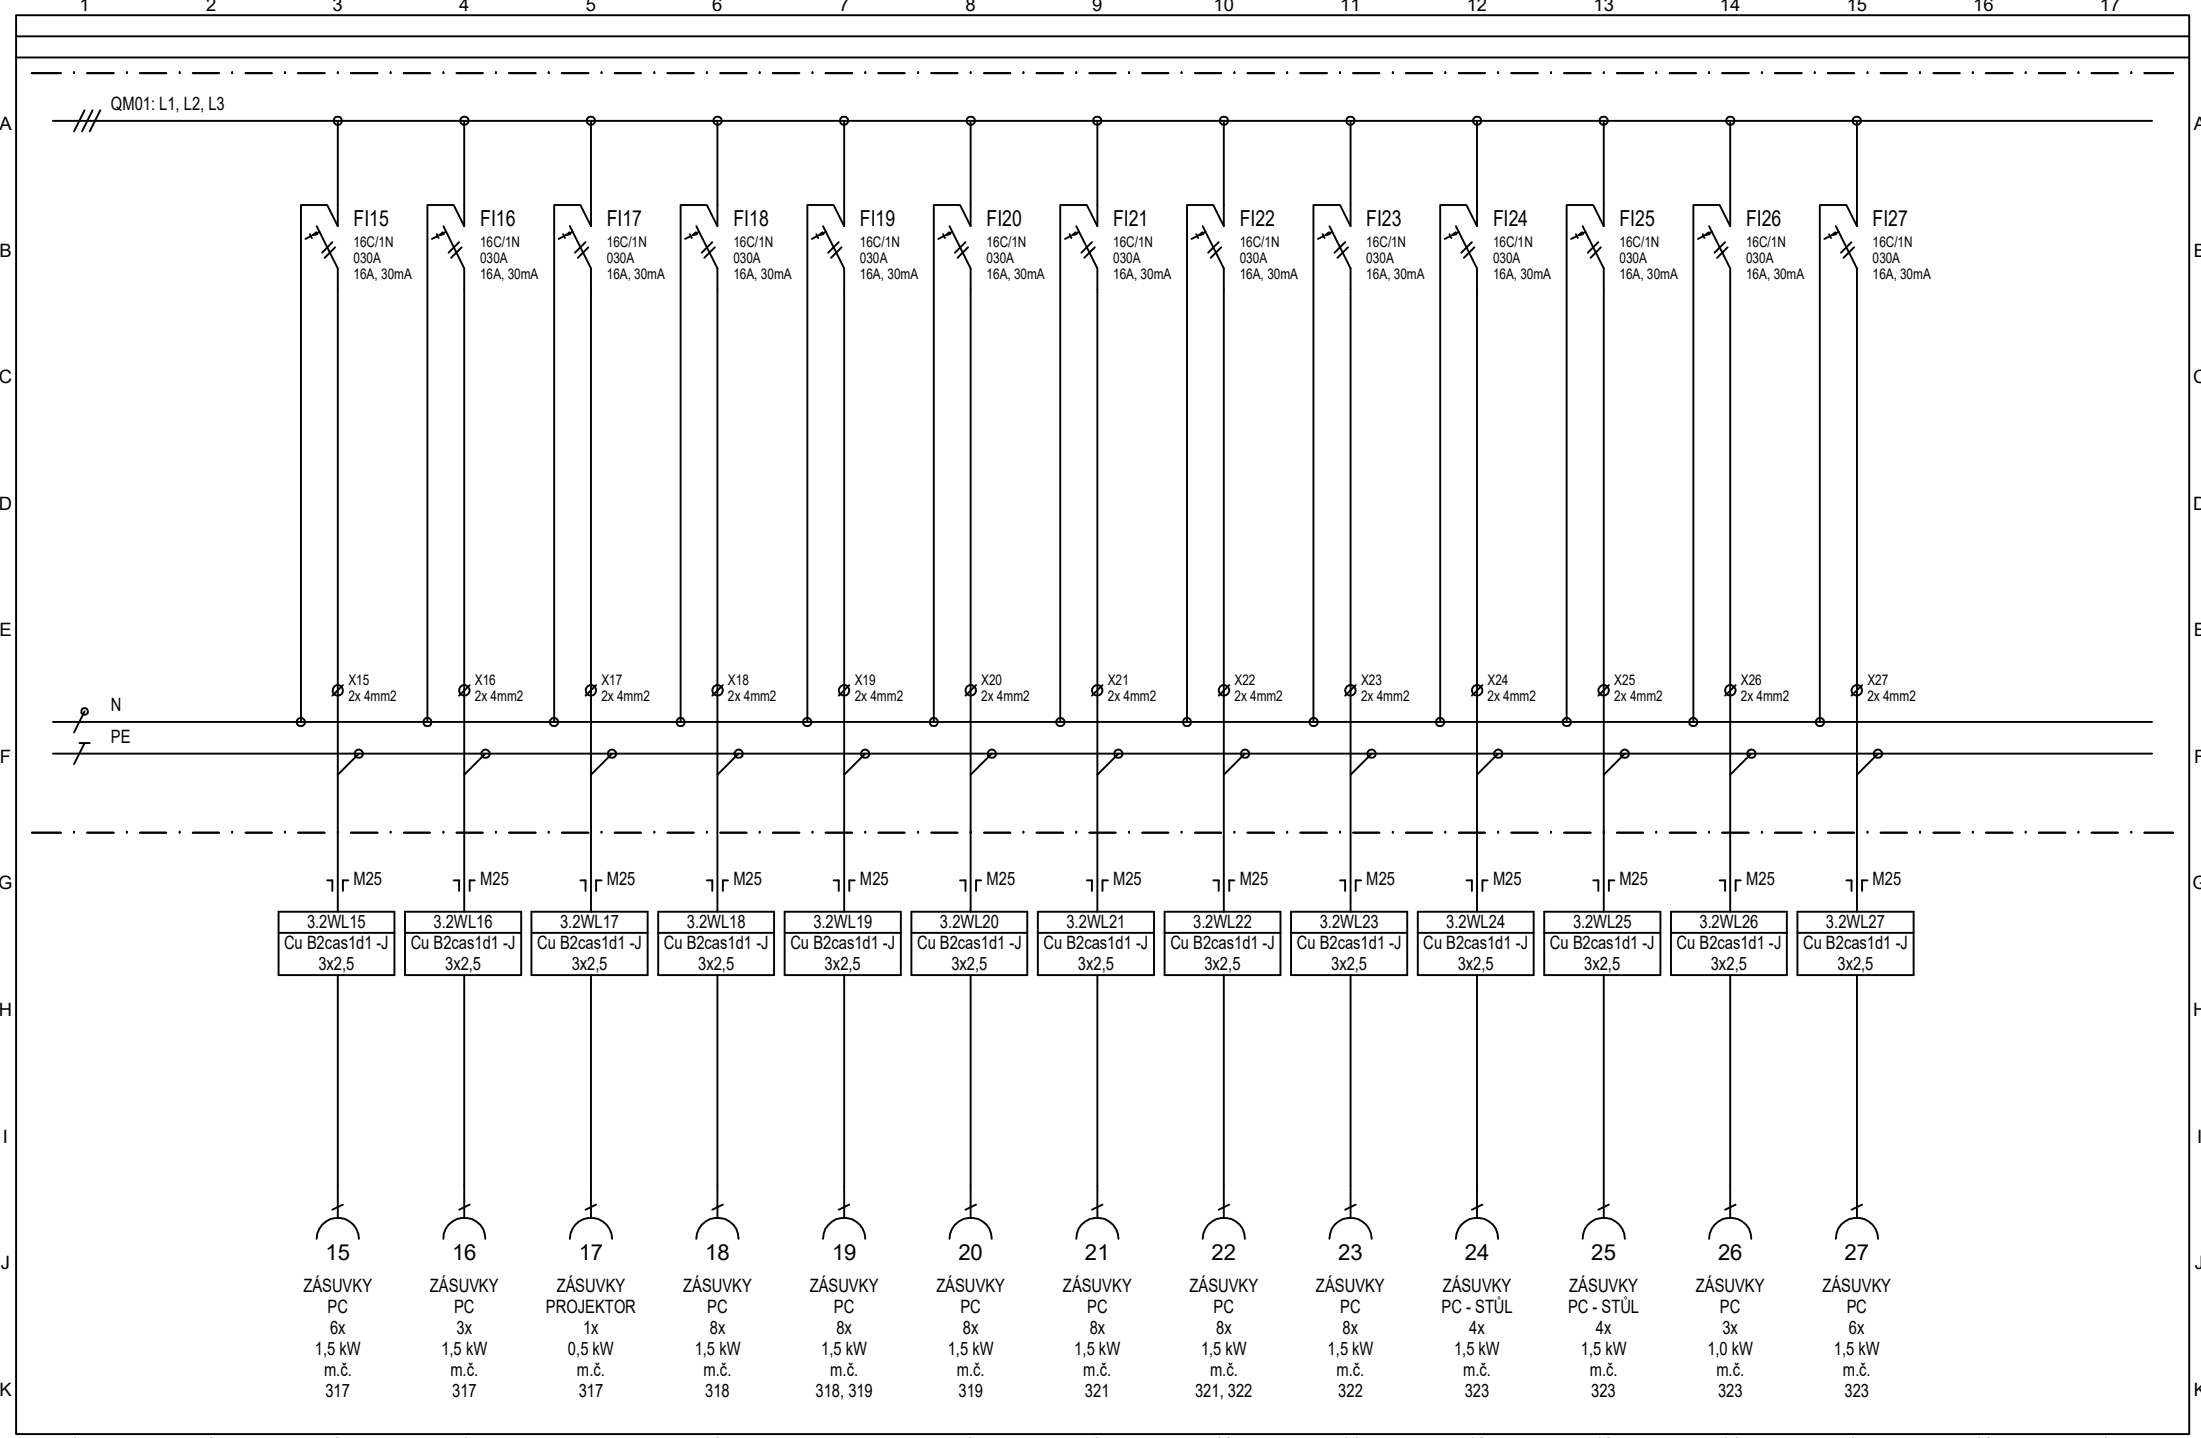 1 2 3 4 5 6 7 8 9 10 11 12 13 14 15 16 17
QM01: L1, L2, L3
A A
FI15 FI16 FI17 FI18 FI19 FI20 FI21 FI22 FI23 FI24 FI25 FI26 FI27
16C/1N 16C/1N 16C/1N 16C/1N 16C/1N 16C/1N 16C/1N 16C/1N 16C/1N 16C/1N 16C/1N 16C/1N 16C/1N
B B
030A 030A 030A 030A 030A 030A 030A 030A 030A 030A 030A 030A 030A
16A, 30mA 16A, 30mA 16A, 30mA 16A, 30mA 16A, 30mA 16A, 30mA 16A, 30mA 16A, 30mA 16A, 30mA 16A, 30mA 16A, 30mA 16A, 30mA 16A, 30mA
C C
D D
E E
X15 X16 X17 X18 X19 X20 X21 X22 X23 X24 X25 X26 X27
2x 4mm2 2x 4mm2 2x 4mm2 2x 4mm2 2x 4mm2 2x 4mm2 2x 4mm2 2x 4mm2 2x 4mm2 2x 4mm2 2x 4mm2 2x 4mm2 2x 4mm2
N
PE
F F
G M25 M25 M25 M25 M25 M25 M25 M25 M25 M25 M25 M25 M25 G
3.2WL15 3.2WL16 3.2WL17 3.2WL18 3.2WL19 3.2WL20 3.2WL21 3.2WL22 3.2WL23 3.2WL24 3.2WL25 3.2WL26 3.2WL27
Cu B2cas1d1 -J Cu B2cas1d1 -J Cu B2cas1d1 -J Cu B2cas1d1 -J Cu B2cas1d1 -J Cu B2cas1d1 -J Cu B2cas1d1 -J Cu B2cas1d1 -J Cu B2cas1d1 -J Cu B2cas1d1 -J Cu B2cas1d1 -J Cu B2cas1d1 -J Cu B2cas1d1 -J
3x2,5 3x2,5 3x2,5 3x2,5 3x2,5 3x2,5 3x2,5 3x2,5 3x2,5 3x2,5 3x2,5 3x2,5 3x2,5
H H
I I
15 16 17 18 19 20 21 22 23 24 25 26 27
J J
ZÁSUVKY ZÁSUVKY ZÁSUVKY ZÁSUVKY ZÁSUVKY ZÁSUVKY ZÁSUVKY ZÁSUVKY ZÁSUVKY ZÁSUVKY ZÁSUVKY ZÁSUVKY ZÁSUVKY
PC PC PROJEKTOR PC PC PC PC PC PC PC - STŮL PC - STŮL PC PC
6x 3x 1x 8x 8x 8x 8x 8x 8x 4x 4x 3x 6x
1,5 kW 1,5 kW 0,5 kW 1,5 kW 1,5 kW 1,5 kW 1,5 kW 1,5 kW 1,5 kW 1,5 kW 1,5 kW 1,0 kW 1,5 kW
m.č. m.č. m.č. m.č. m.č. m.č. m.č. m.č. m.č. m.č. m.č. m.č. m.č.
K 317 317 317 318 318, 319 319 321 321, 322 322 323 323 323 323 K